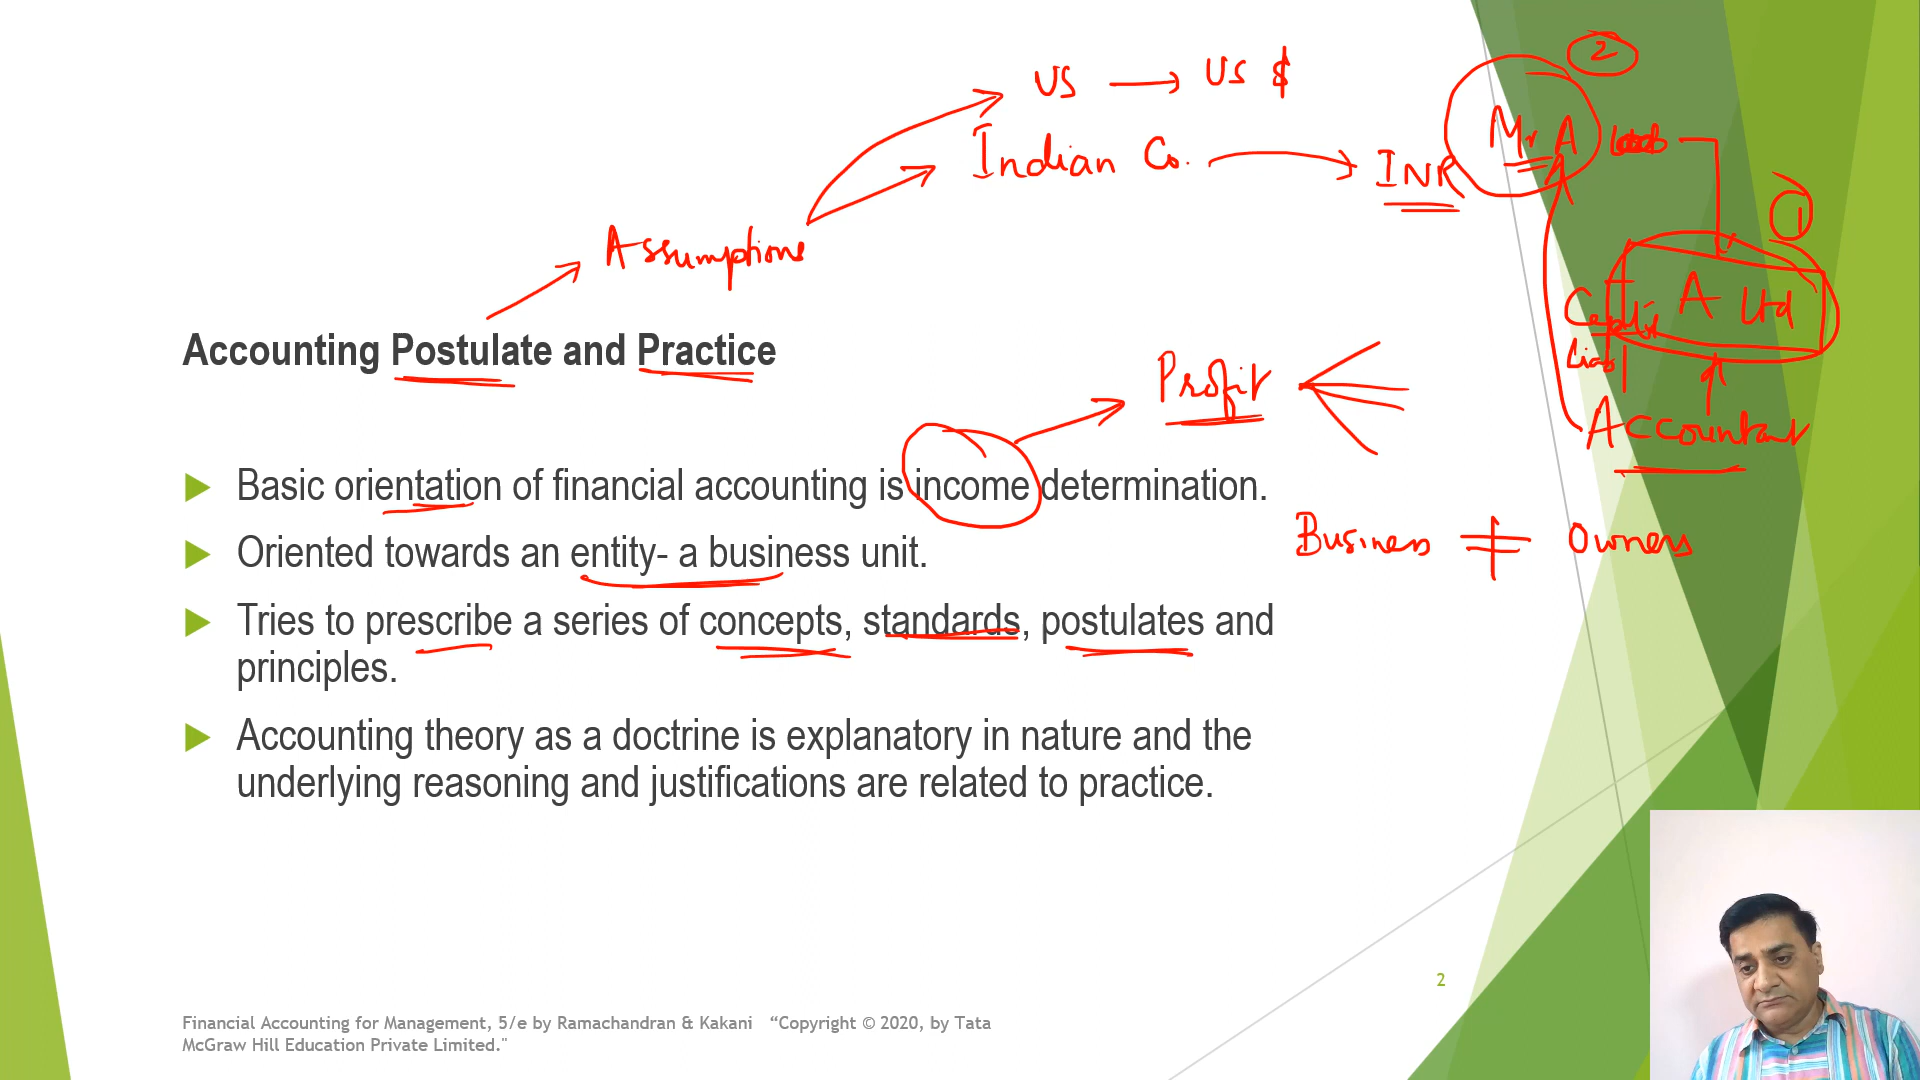 2
US → US $
Mr A
Indian Co. → INR
1
Assumptions
A Ltd
Capital
Liab
Accounting Postulate and Practice
Profit
Accountant
Basic orientation of financial accounting is income determination.
Business ≠ Owners
Oriented towards an entity- a business unit.
Tries to prescribe a series of concepts, standards, postulates and
principles.
Accounting theory as a doctrine is explanatory in nature and the
underlying reasoning and justifications are related to practice.
2
Financial Accounting for Management, 5/e by Ramachandran & Kakani “Copyright © 2020, by Tata
McGraw Hill Education Private Limited."